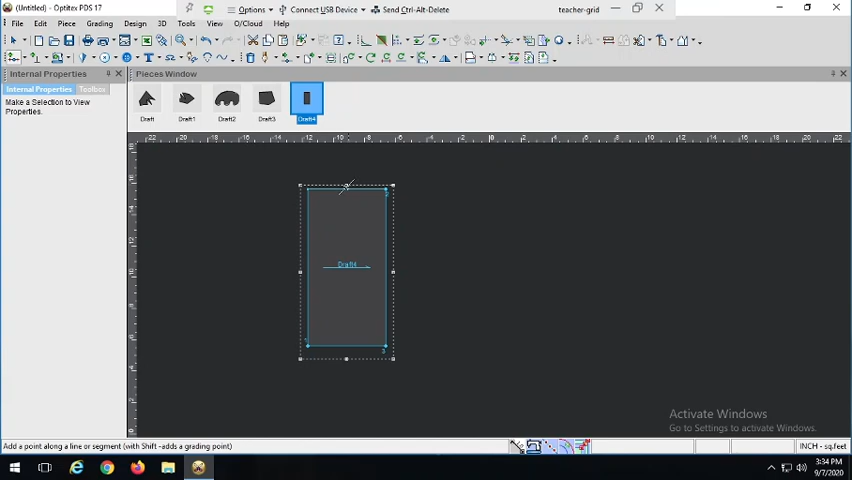 (Untitled) - Optitex PDS 17
Options
Connect USB Device
Send Ctrl-Alt-Delete
teacher-grid
File Edit Piece Grading Design 3D Tools View O/Cloud Help
Internal Properties
Pieces Window
Internal Properties Toolbox
Make a Selection to View
Properties.
Draft Draft1 Draft2 Draft3 Draft4
Draft4
3
Activate Windows
Go to Settings to activate Windows.
Add a point along a line or segment (with Shift -adds a grading point)
INCH - sq.feet
3:34 PM
9/7/2020